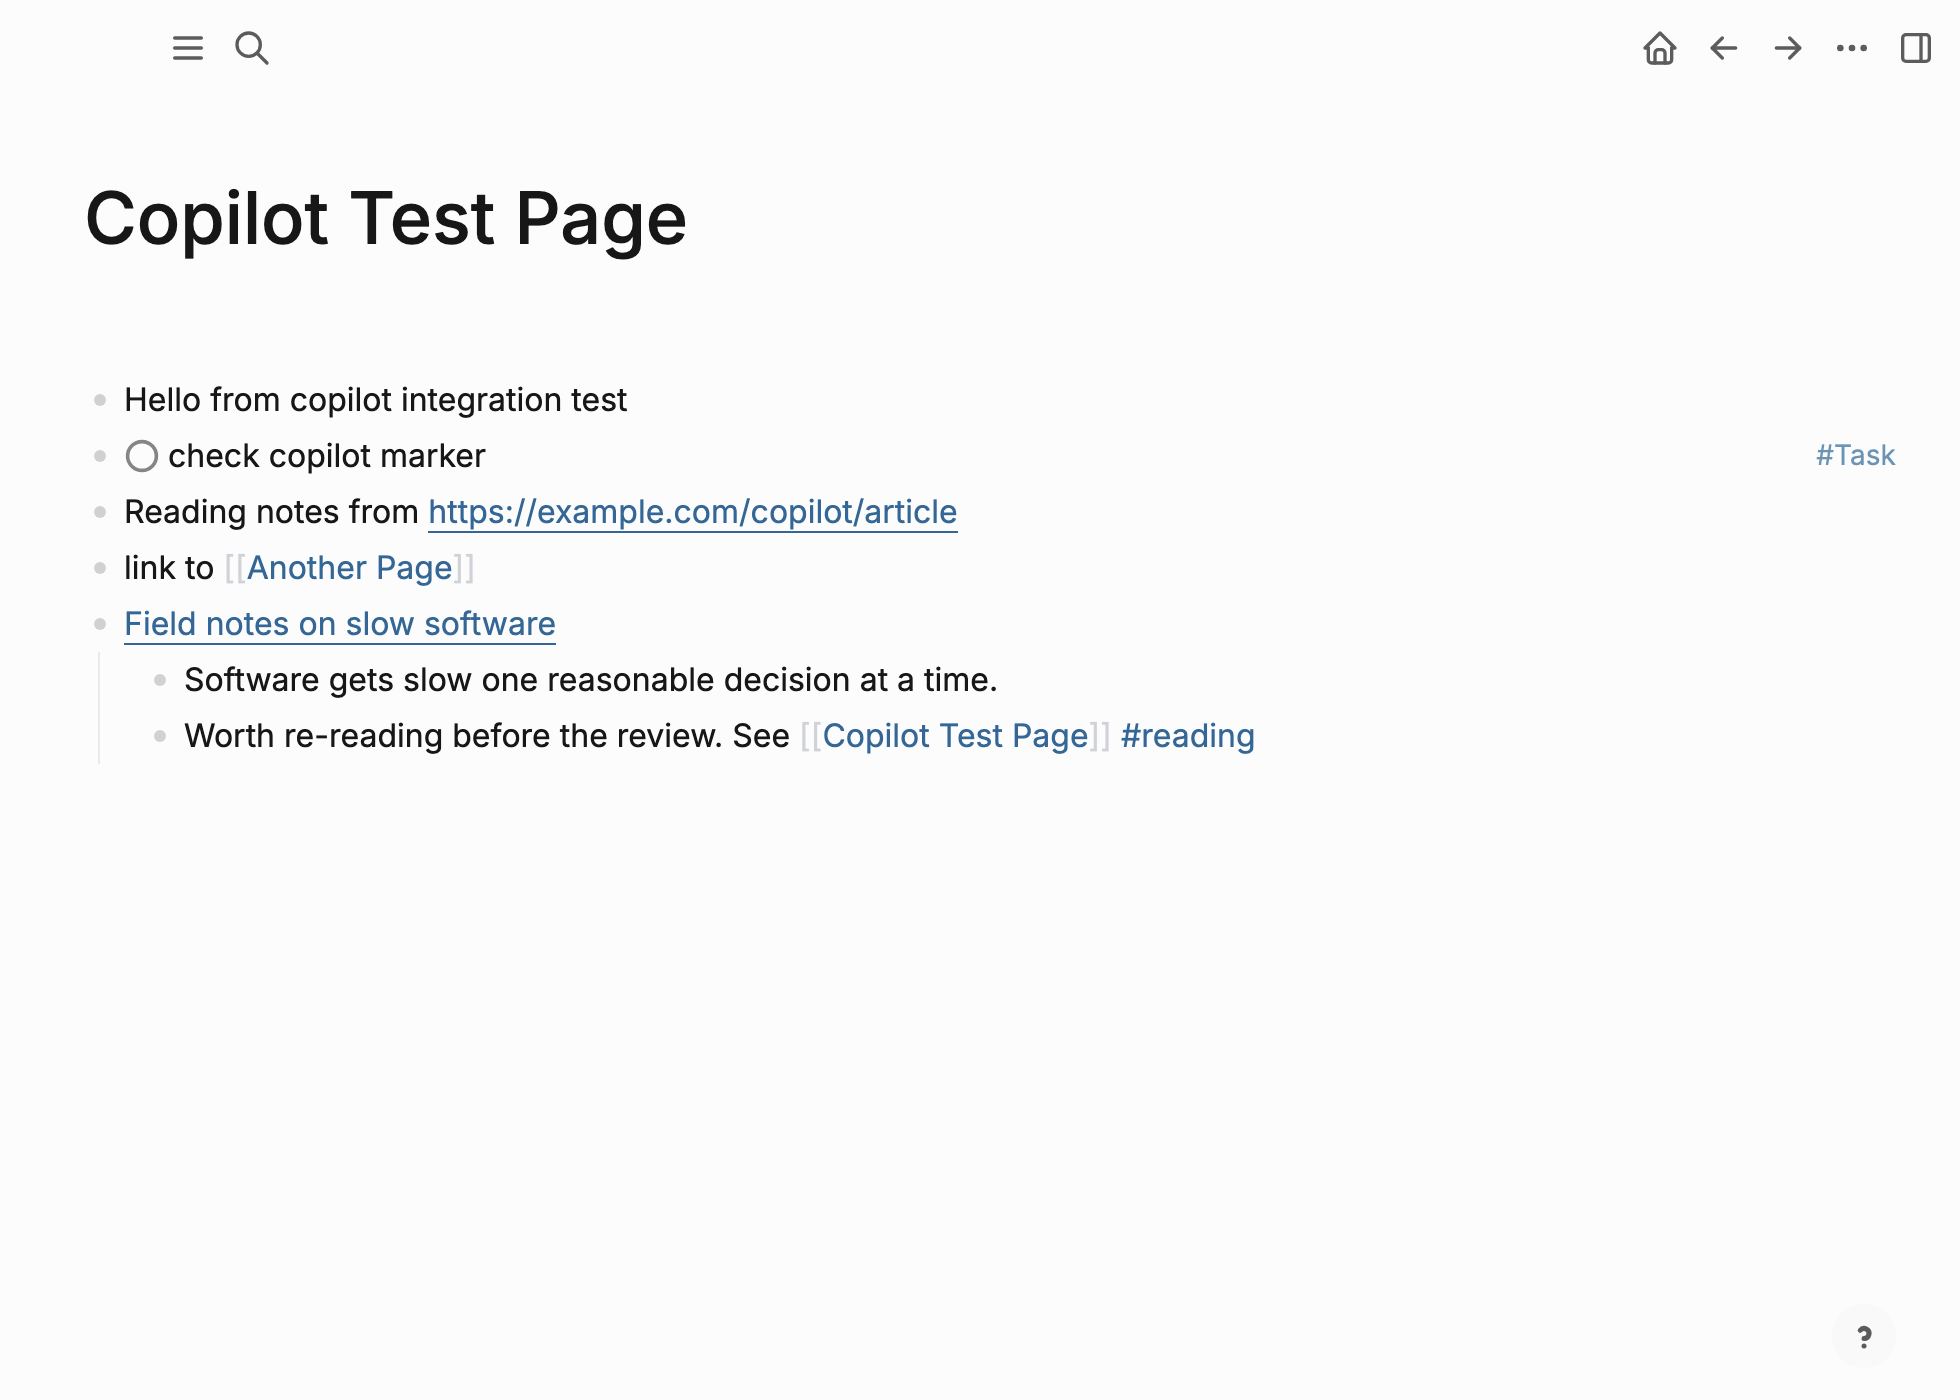 Copilot Test Page
Hello from copilot integration test
check copilot marker #Task
Reading notes from https://example.com/copilot/article
link to [[Another Page]]
Field notes on slow software
Software gets slow one reasonable decision at a time.
Worth re-reading before the review. See [[Copilot Test Page]] #reading
?